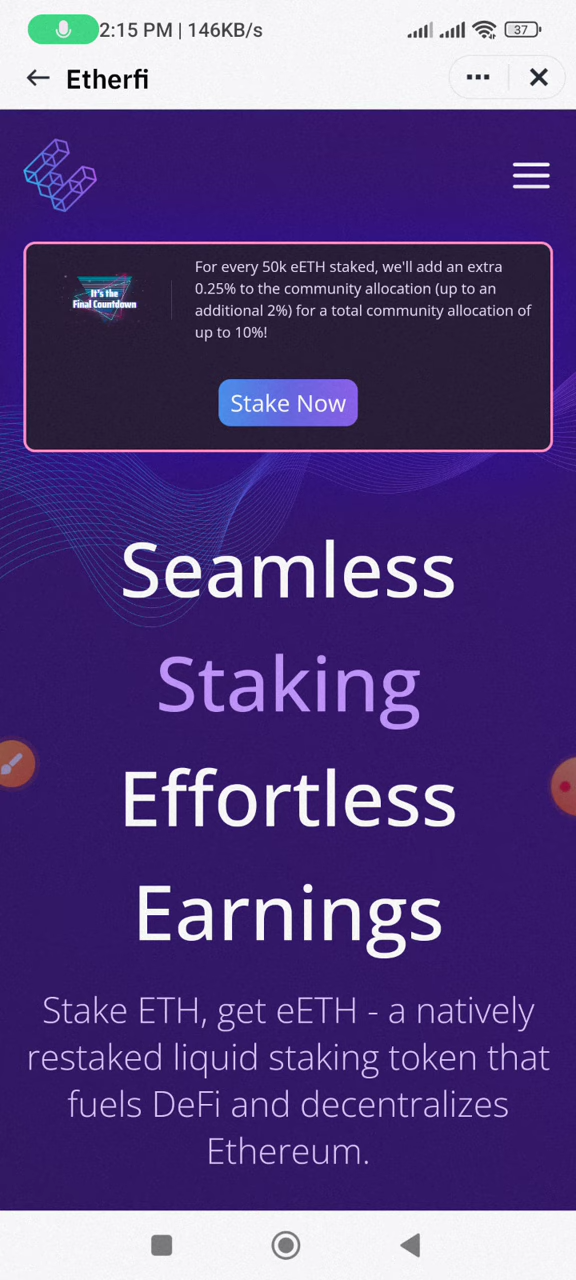 2:15 PM | 146KB/s
37
Etherfi
It's the
Final Countdown
For every 50k eETH staked, we'll add an extra
0.25% to the community allocation (up to an
additional 2%) for a total community allocation of
up to 10%!
Stake Now
Seamless
Staking
Effortless
Earnings
Stake ETH, get eETH - a natively
restaked liquid staking token that
fuels DeFi and decentralizes
Ethereum.